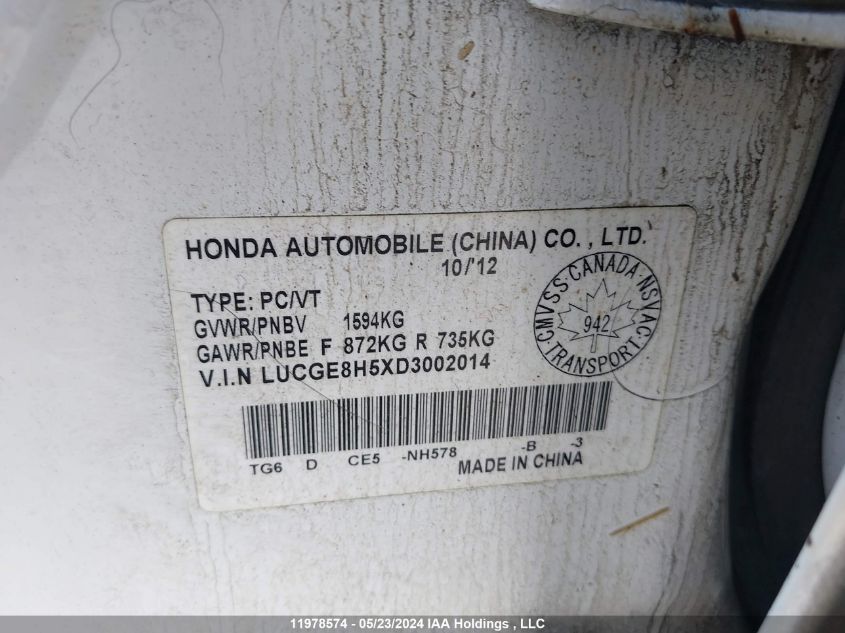 HONDA AUTOMOBILE (CHINA) CO., LTD.
10/'12
TYPE: PC/VT
GVWR/PNBV 1594KG
GAWR/PNBE F 872KG R 735KG
V.I.N LUCGE8H5XD3002014
CMVSS·CANADA·NSVAC
942
TRANSPORT
TG6 D CE5 -NH578 -B -3
MADE IN CHINA
11978574 - 05/23/2024 IAA Holdings , LLC